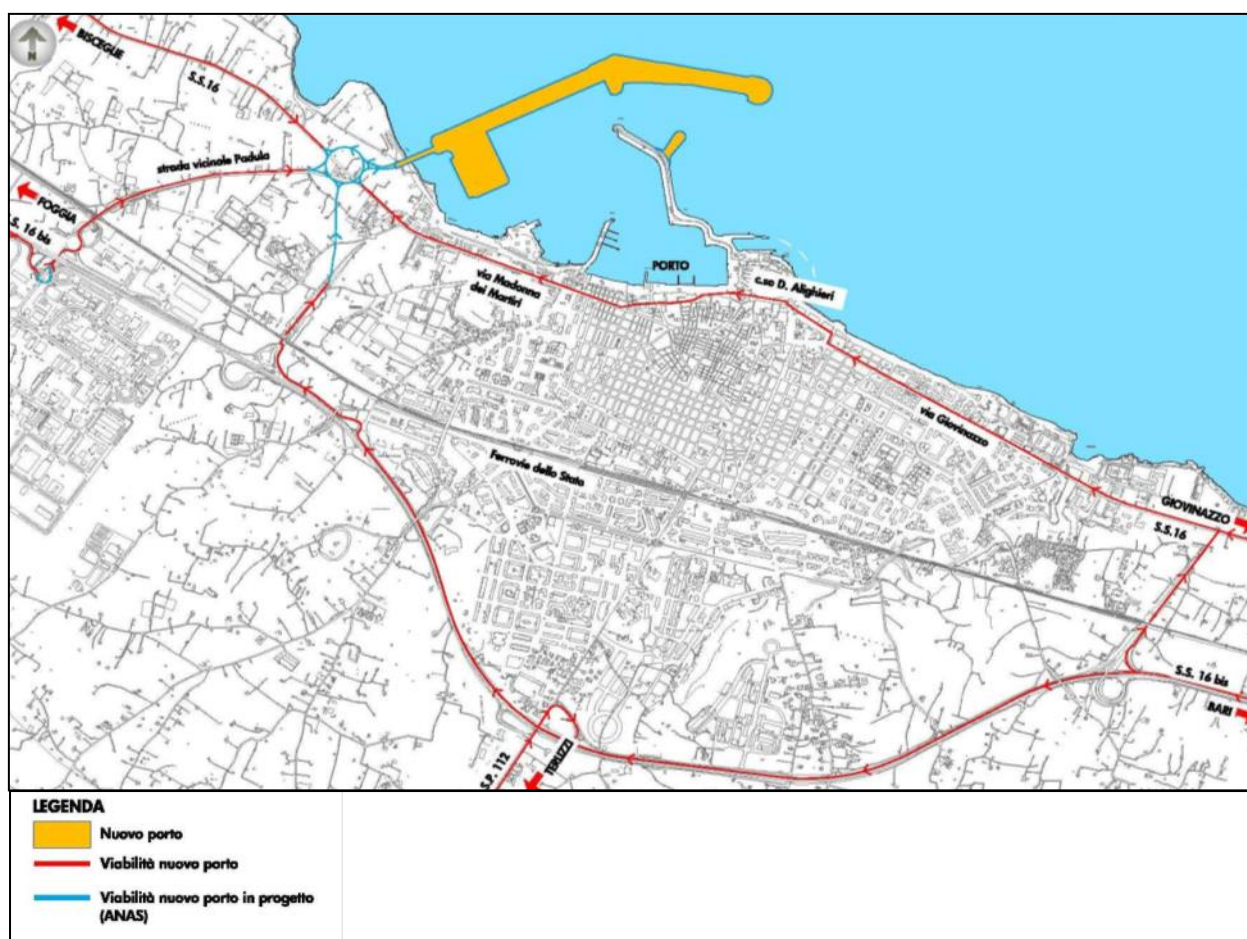 N
BISCEGLIE
S.S.16
strada vicinale Padula
FOGGIA
S.S. 16 bis
via Madonna
dei Martiri
PORTO
c.so D. Alighieri
via Giovinazzo
Ferrovie dello Stato
GIOVINAZZO
S.S.16
S.S. 16 bis
BARI
S.P. 112
TERLIZZI
LEGENDA
Nuovo porto
Viabilità nuovo porto
Viabilità nuovo porto in progetto
(ANAS)